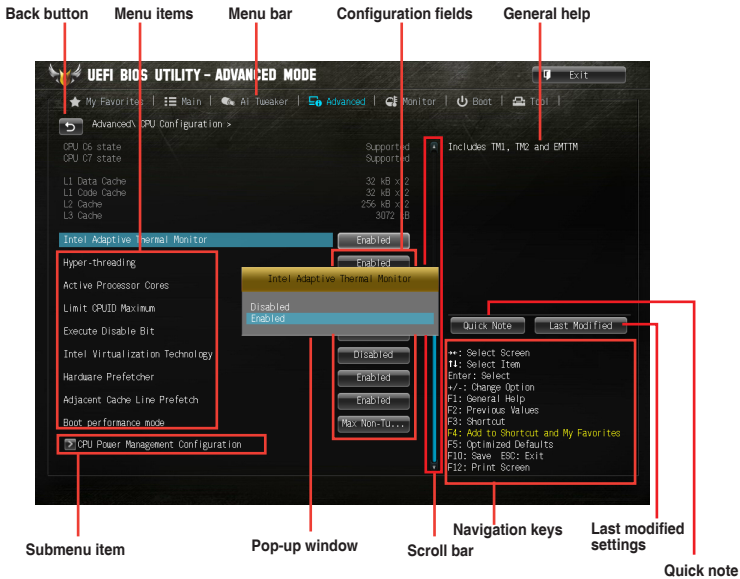 Back button Menu items Menu bar Configuration fields General help
UEFI BIOS UTILITY – ADVANCED MODE Exit
My Favorites | Main | Ai Tweaker | Advanced | Monitor | Boot | Tool |
Advanced\ CPU Configuration >
CPU C6 state Supported Includes TM1, TM2 and EMTTM
CPU C7 state Supported
L1 Data Cache 32 kB x 2
L1 Code Cache 32 kB x 2
L2 Cache 256 kB x 2
L3 Cache 3072 kB
Intel Adaptive Thermal Monitor Enabled
Hyper-threading Enabled
Intel Adaptive Thermal Monitor
Active Processor Cores
Limit CPUID Maximum Disabled
Enabled
Execute Disable Bit Quick Note Last Modified
Intel Virtualization Technology Disabled
Hardware Prefetcher Enabled
Adjacent Cache Line Prefetch Enabled
Boot performance mode Max Non-Tu...
CPU Power Management Configuration
→←: Select Screen
↑↓: Select Item
Enter: Select
+/-: Change Option
F1: General Help
F2: Previous Values
F3: Shortcut
F4: Add to Shortcut and My Favorites
F5: Optimized Defaults
F10: Save ESC: Exit
F12: Print Screen
Submenu item Pop-up window Scroll bar Navigation keys Last modified settings
Quick note